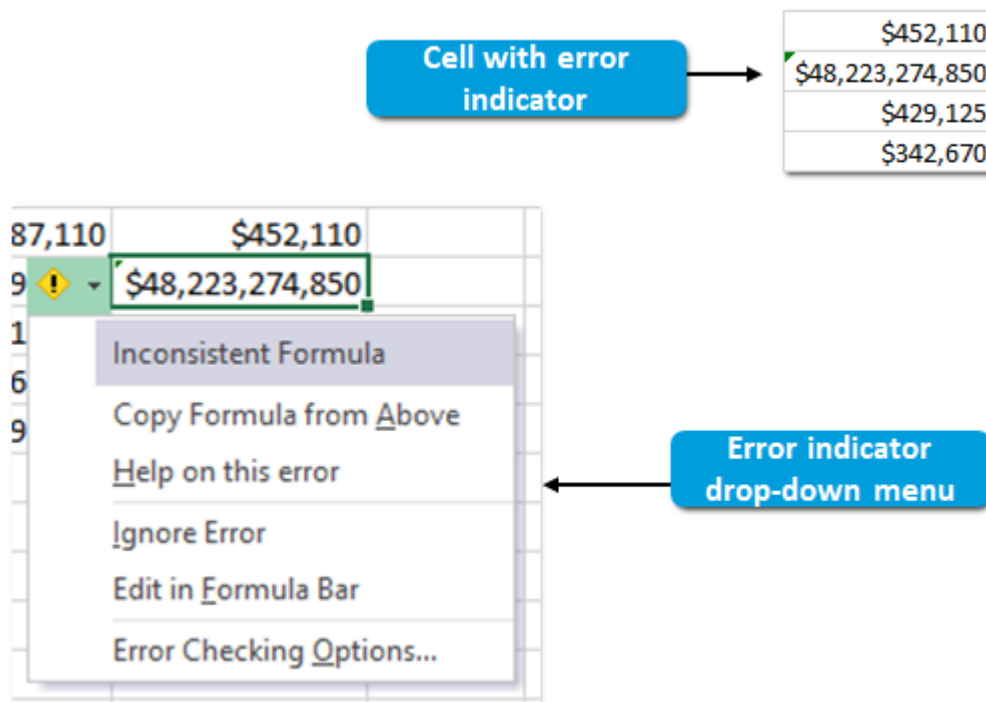 Cell with error
indicator
$452,110
$48,223,274,850
$429,125
$342,670
87,110 $452,110
9 $48,223,274,850
1
6
9
Inconsistent Formula
Copy Formula from Above
Help on this error
Ignore Error
Edit in Formula Bar
Error Checking Options...
Error indicator
drop-down menu